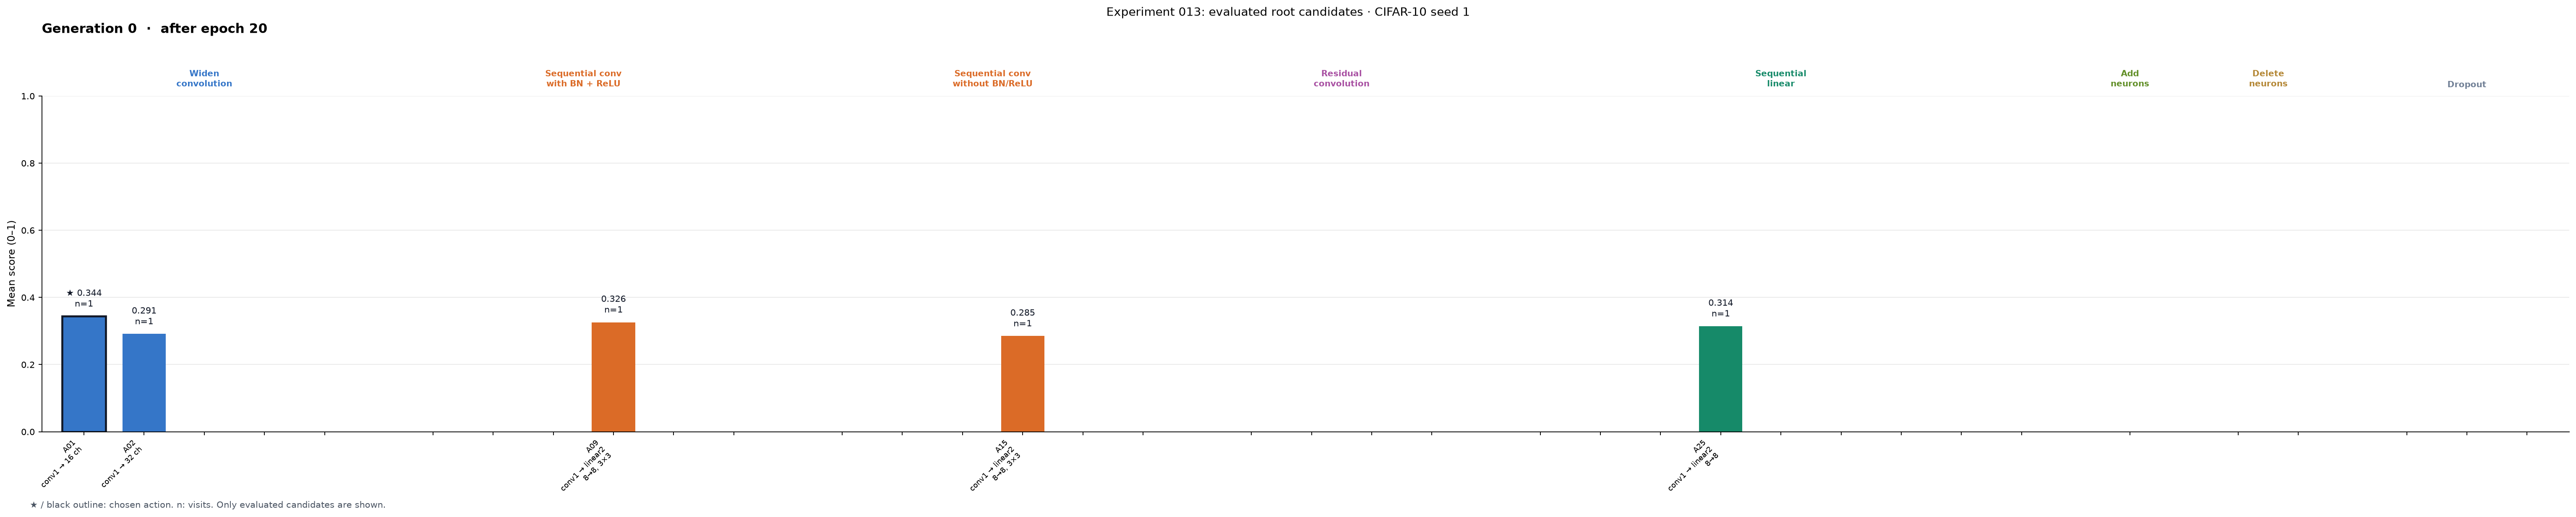 Experiment 013: evaluated root candidates · CIFAR-10 seed 1
Generation 0 · after epoch 20
Widen
convolution
Sequential conv
with BN + ReLU
Sequential conv
without BN/ReLU
Residual
convolution
Sequential
linear
Add
neurons
Delete
neurons
Dropout
Mean score (0–1)
1.0
0.8
0.6
0.4
0.2
0.0
★ 0.344
n=1
0.291
n=1
0.326
n=1
0.285
n=1
0.314
n=1
A01
conv1 → 16 ch
A02
conv1 → 32 ch
A09
conv1 → linear2
8→8, 3×3
A15
conv1 → linear2
8→8, 3×3
A25
conv1 → linear2
8→8
★ / black outline: chosen action. n: visits. Only evaluated candidates are shown.